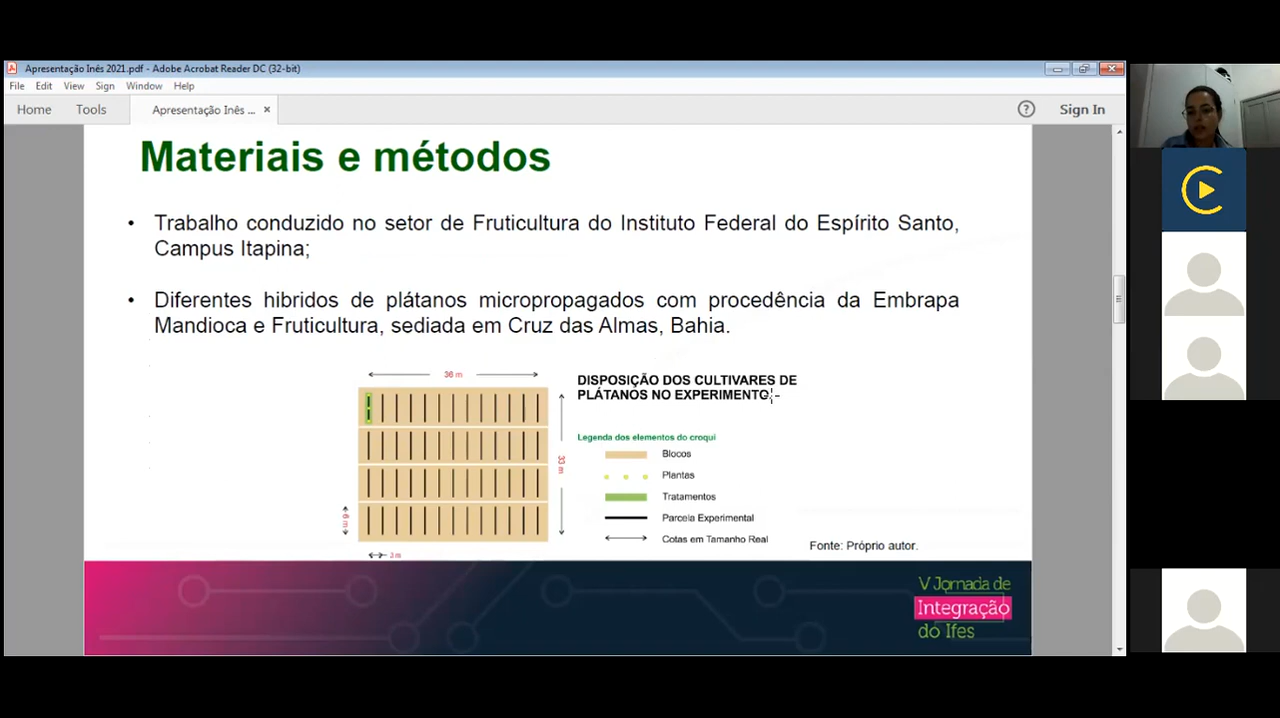 Apresentação Inês 2021.pdf - Adobe Acrobat Reader DC (32-bit)
File Edit View Sign Window Help
Home Tools Apresentação Inês ... ×
? Sign In
Materiais e métodos
• Trabalho conduzido no setor de Fruticultura do Instituto Federal do Espírito Santo,
Campus Itapina;
• Diferentes hibridos de plátanos micropropagados com procedência da Embrapa
Mandioca e Fruticultura, sediada em Cruz das Almas, Bahia.
36 m
33 m
6 m
3 m
DISPOSIÇÃO DOS CULTIVARES DE
PLÁTANOS NO EXPERIMENTO
Legenda dos elementos do croqui
Blocos
Plantas
Tratamentos
Parcela Experimental
Cotas em Tamanho Real
Fonte: Próprio autor.
V Jornada de
Integração
do Ifes